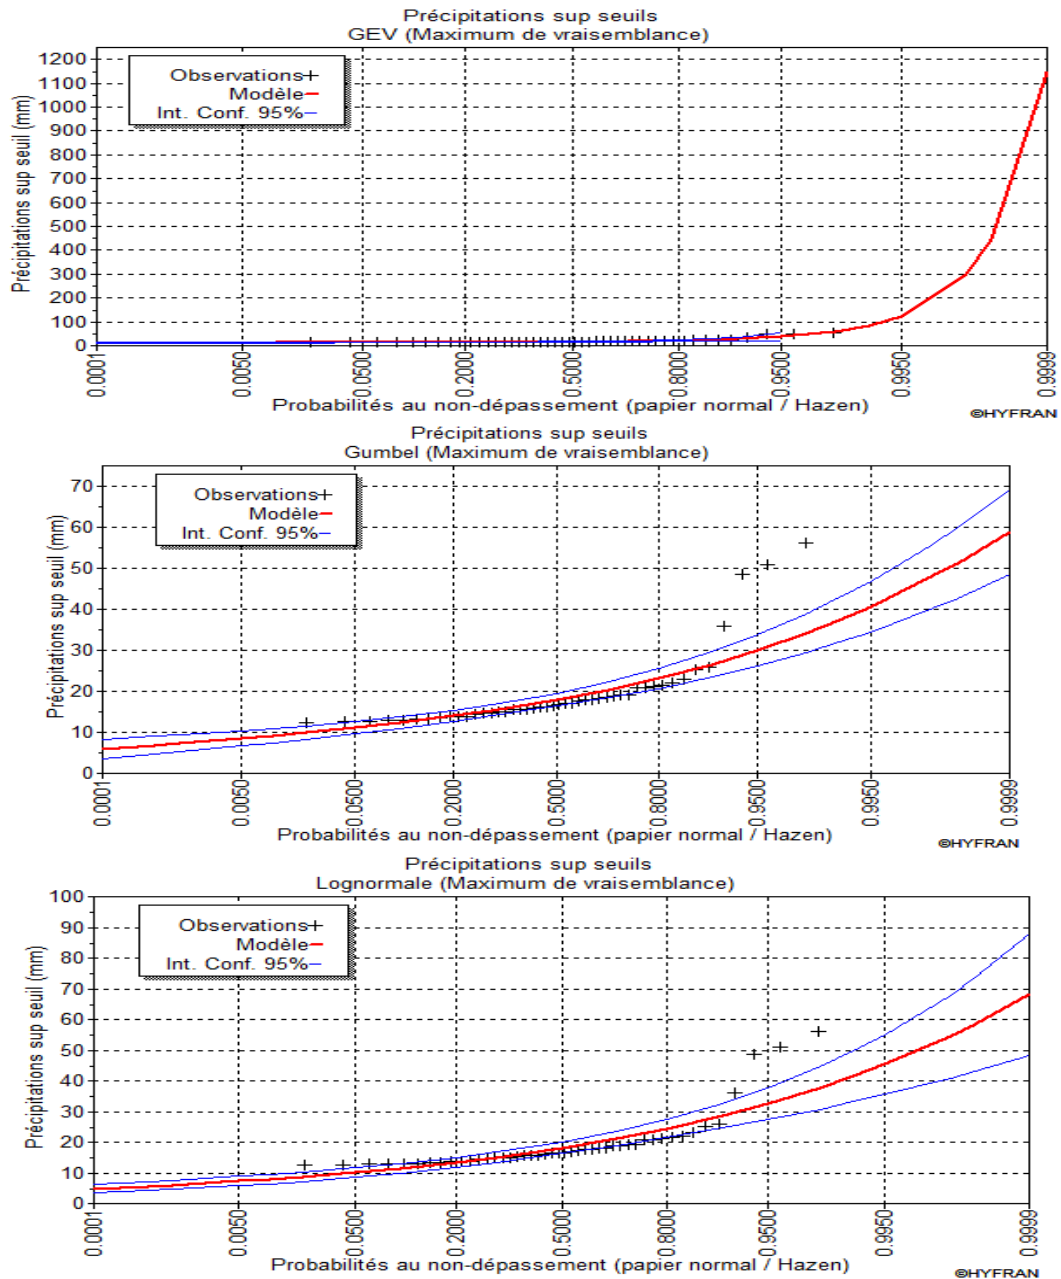 Précipitations sup seuils
GEV (Maximum de vraisemblance)
Précipitations sup seuil (mm)
1200
1100
1000
900
800
700
600
500
400
300
200
100
0
Observations
Modèle
Int. Conf. 95%
0.0001
0.0050
0.0500
0.2000
0.5000
0.8000
0.9500
0.9950
0.9999
Probabilités au non-dépassement (papier normal / Hazen)
©HYFRAN
Précipitations sup seuils
Gumbel (Maximum de vraisemblance)
Précipitations sup seuil (mm)
70
60
50
40
30
20
10
0
Observations
Modèle
Int. Conf. 95%
0.0001
0.0050
0.0500
0.2000
0.5000
0.8000
0.9500
0.9950
0.9999
Probabilités au non-dépassement (papier normal / Hazen)
©HYFRAN
Précipitations sup seuils
Lognormale (Maximum de vraisemblance)
Précipitations sup seuil (mm)
100
90
80
70
60
50
40
30
20
10
0
Observations
Modèle
Int. Conf. 95%
0.0001
0.0050
0.0500
0.2000
0.5000
0.8000
0.9500
0.9950
0.9999
Probabilités au non-dépassement (papier normal / Hazen)
©HYFRAN